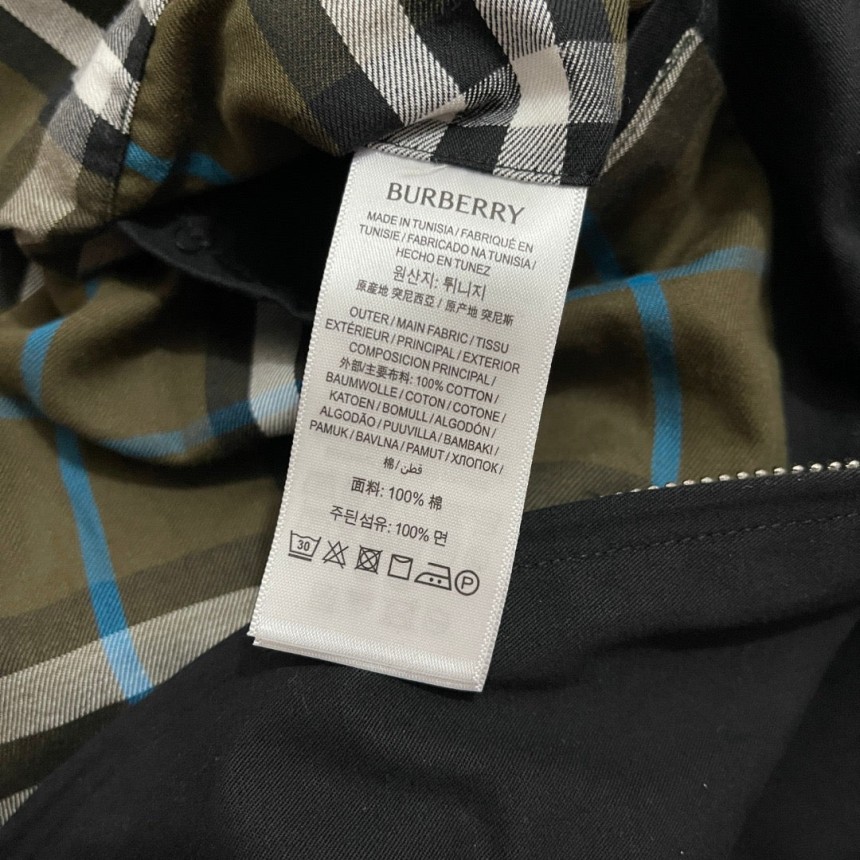 BURBERRY
MADE IN TUNISIA / FABRIQUÉ EN
TUNISIE / FABRICADO NA TUNISIA /
HECHO EN TUNEZ
원산지: 튀니지
原産地 突尼西亞 / 原产地 突尼斯
OUTER / MAIN FABRIC / TISSU
EXTÉRIEUR / PRINCIPAL / EXTERIOR
COMPOSICION PRINCIPAL /
外部/主要布料: 100% COTTON /
BAUMWOLLE / COTON / COTONE /
KATOEN / BOMULL / ALGODÓN /
ALGODÃO / PUUVILLA / BAMBAKI /
PAMUK / BAVLNA / PAMUT / ХЛОПОК /
棉 / قطن /
面料: 100% 棉
주된섬유: 100% 면
30 P